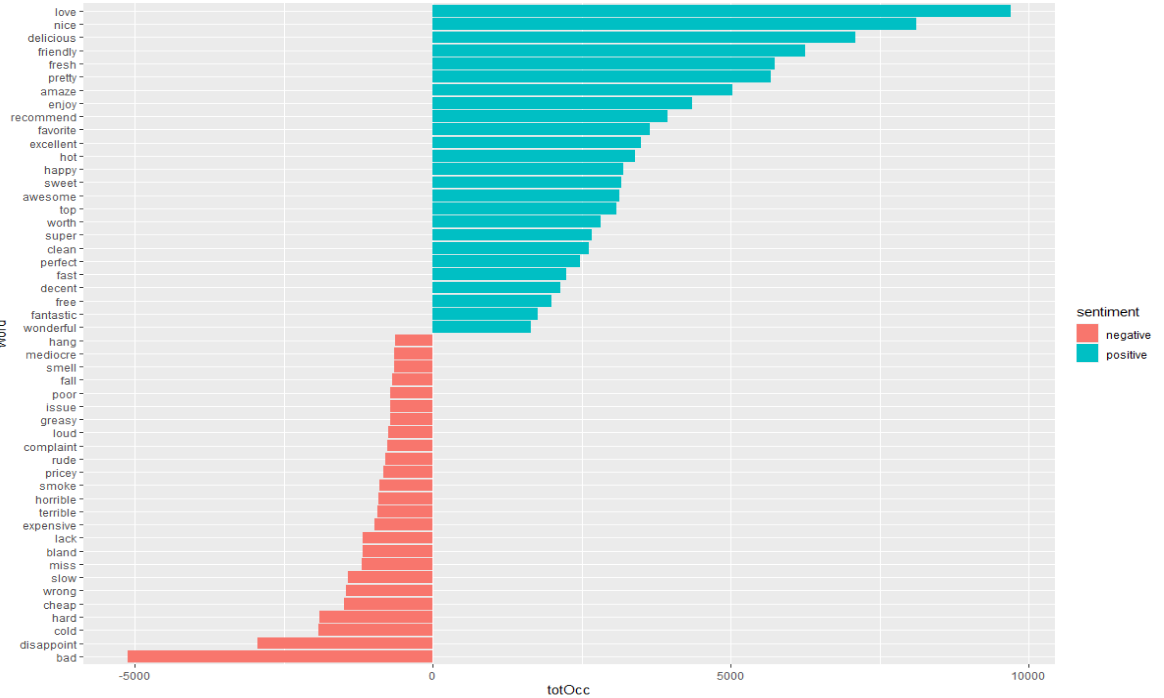 love
nice
delicious
friendly
fresh
pretty
amaze
enjoy
recommend
favorite
excellent
hot
happy
sweet
awesome
top
worth
super
clean
perfect
fast
decent
free
fantastic
wonderful
hang
mediocre
smell
fall
poor
issue
greasy
loud
complaint
rude
pricey
smoke
horrible
terrible
expensive
lack
bland
miss
slow
wrong
cheap
hard
cold
disappoint
bad
word
-5000 0 5000 10000
totOcc
sentiment
negative
positive